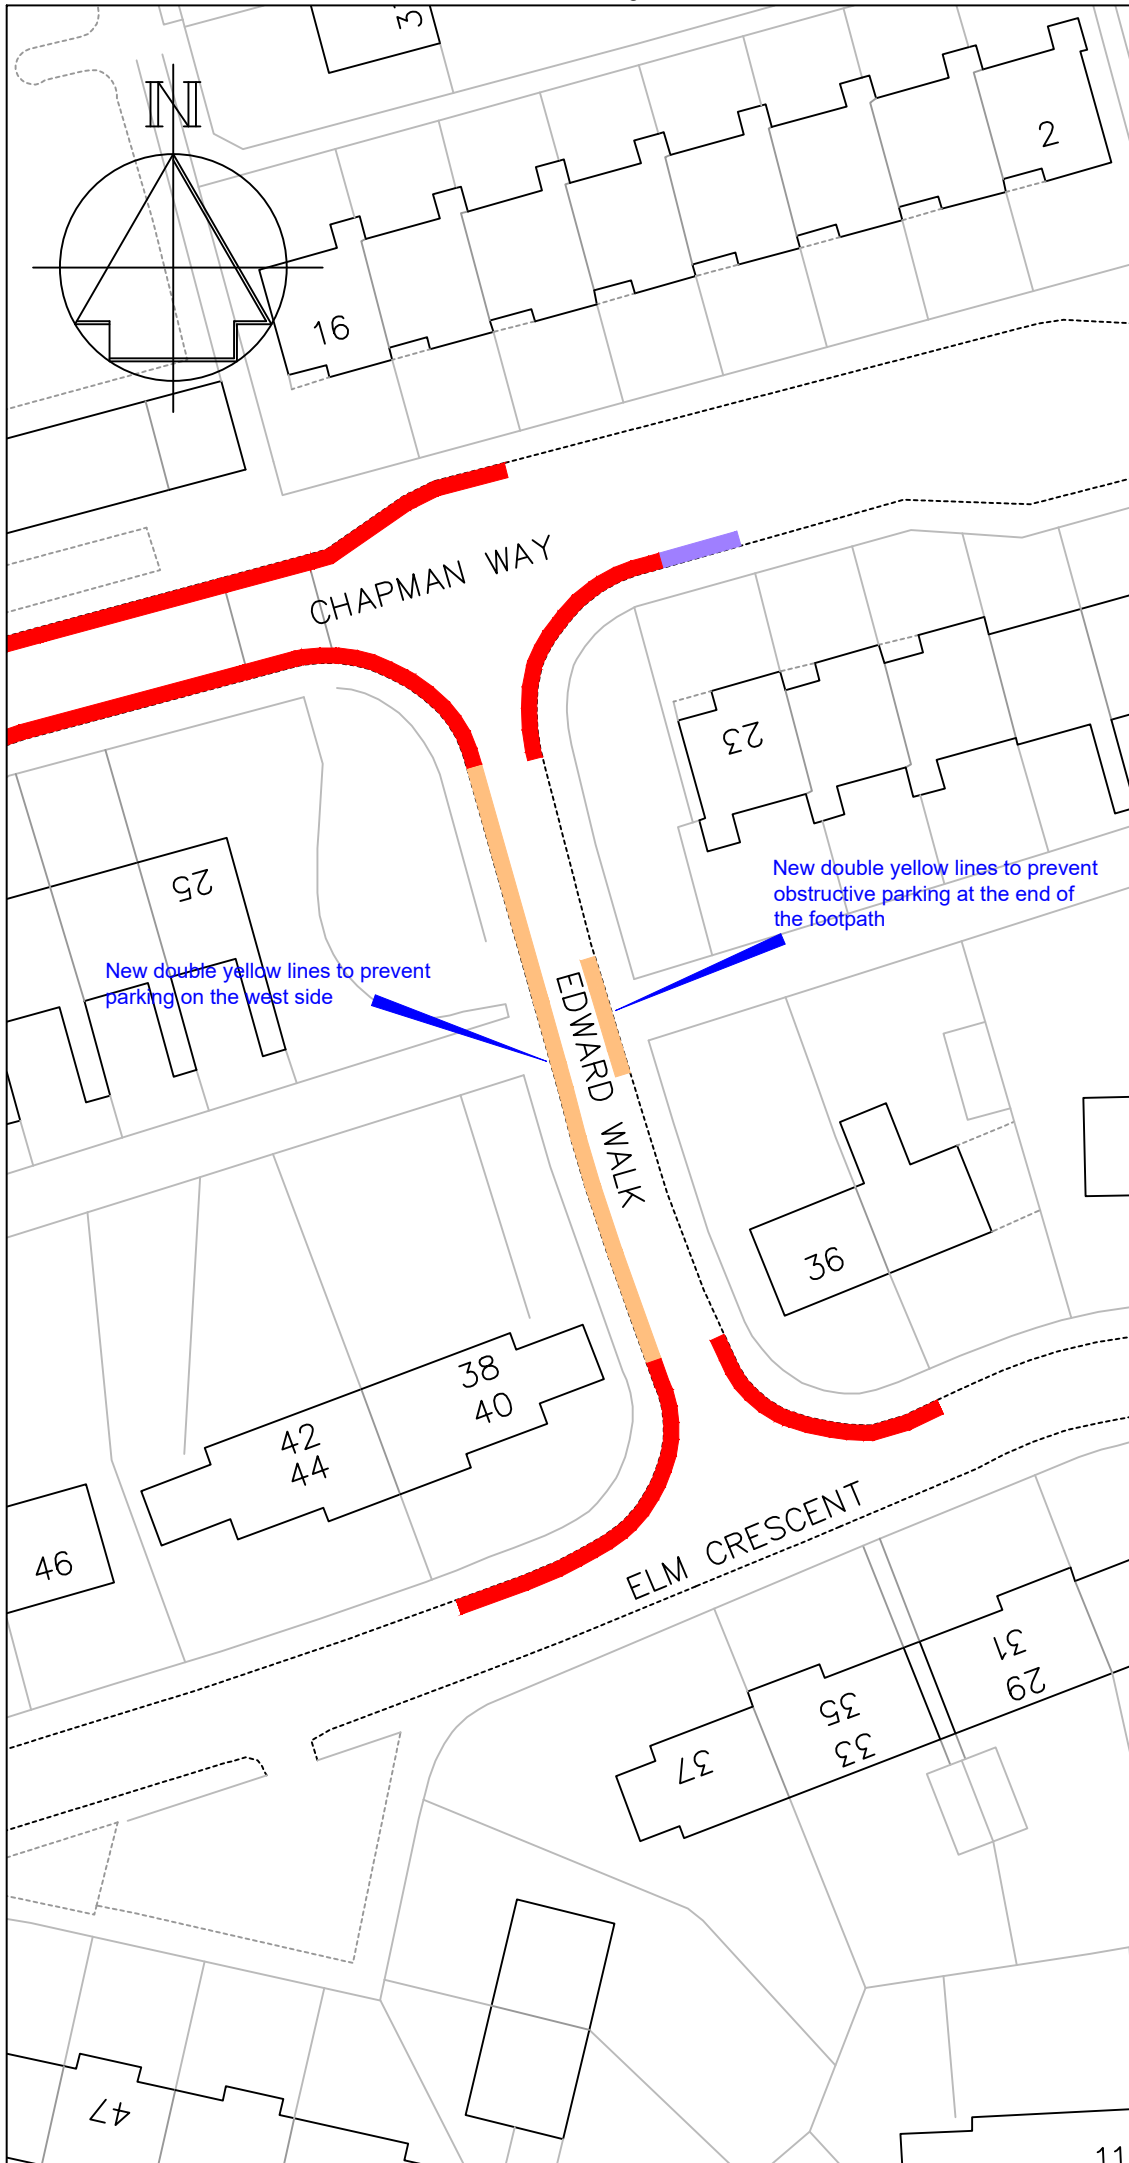 3
N
2
16
CHAPMAN WAY
23
25
New double yellow lines to prevent
obstructive parking at the end of
the footpath
New double yellow lines to prevent
parking on the west side
EDWARD WALK
36
38
40
42
44
46
ELM CRESCENT
31
29
35
33
37
47
11